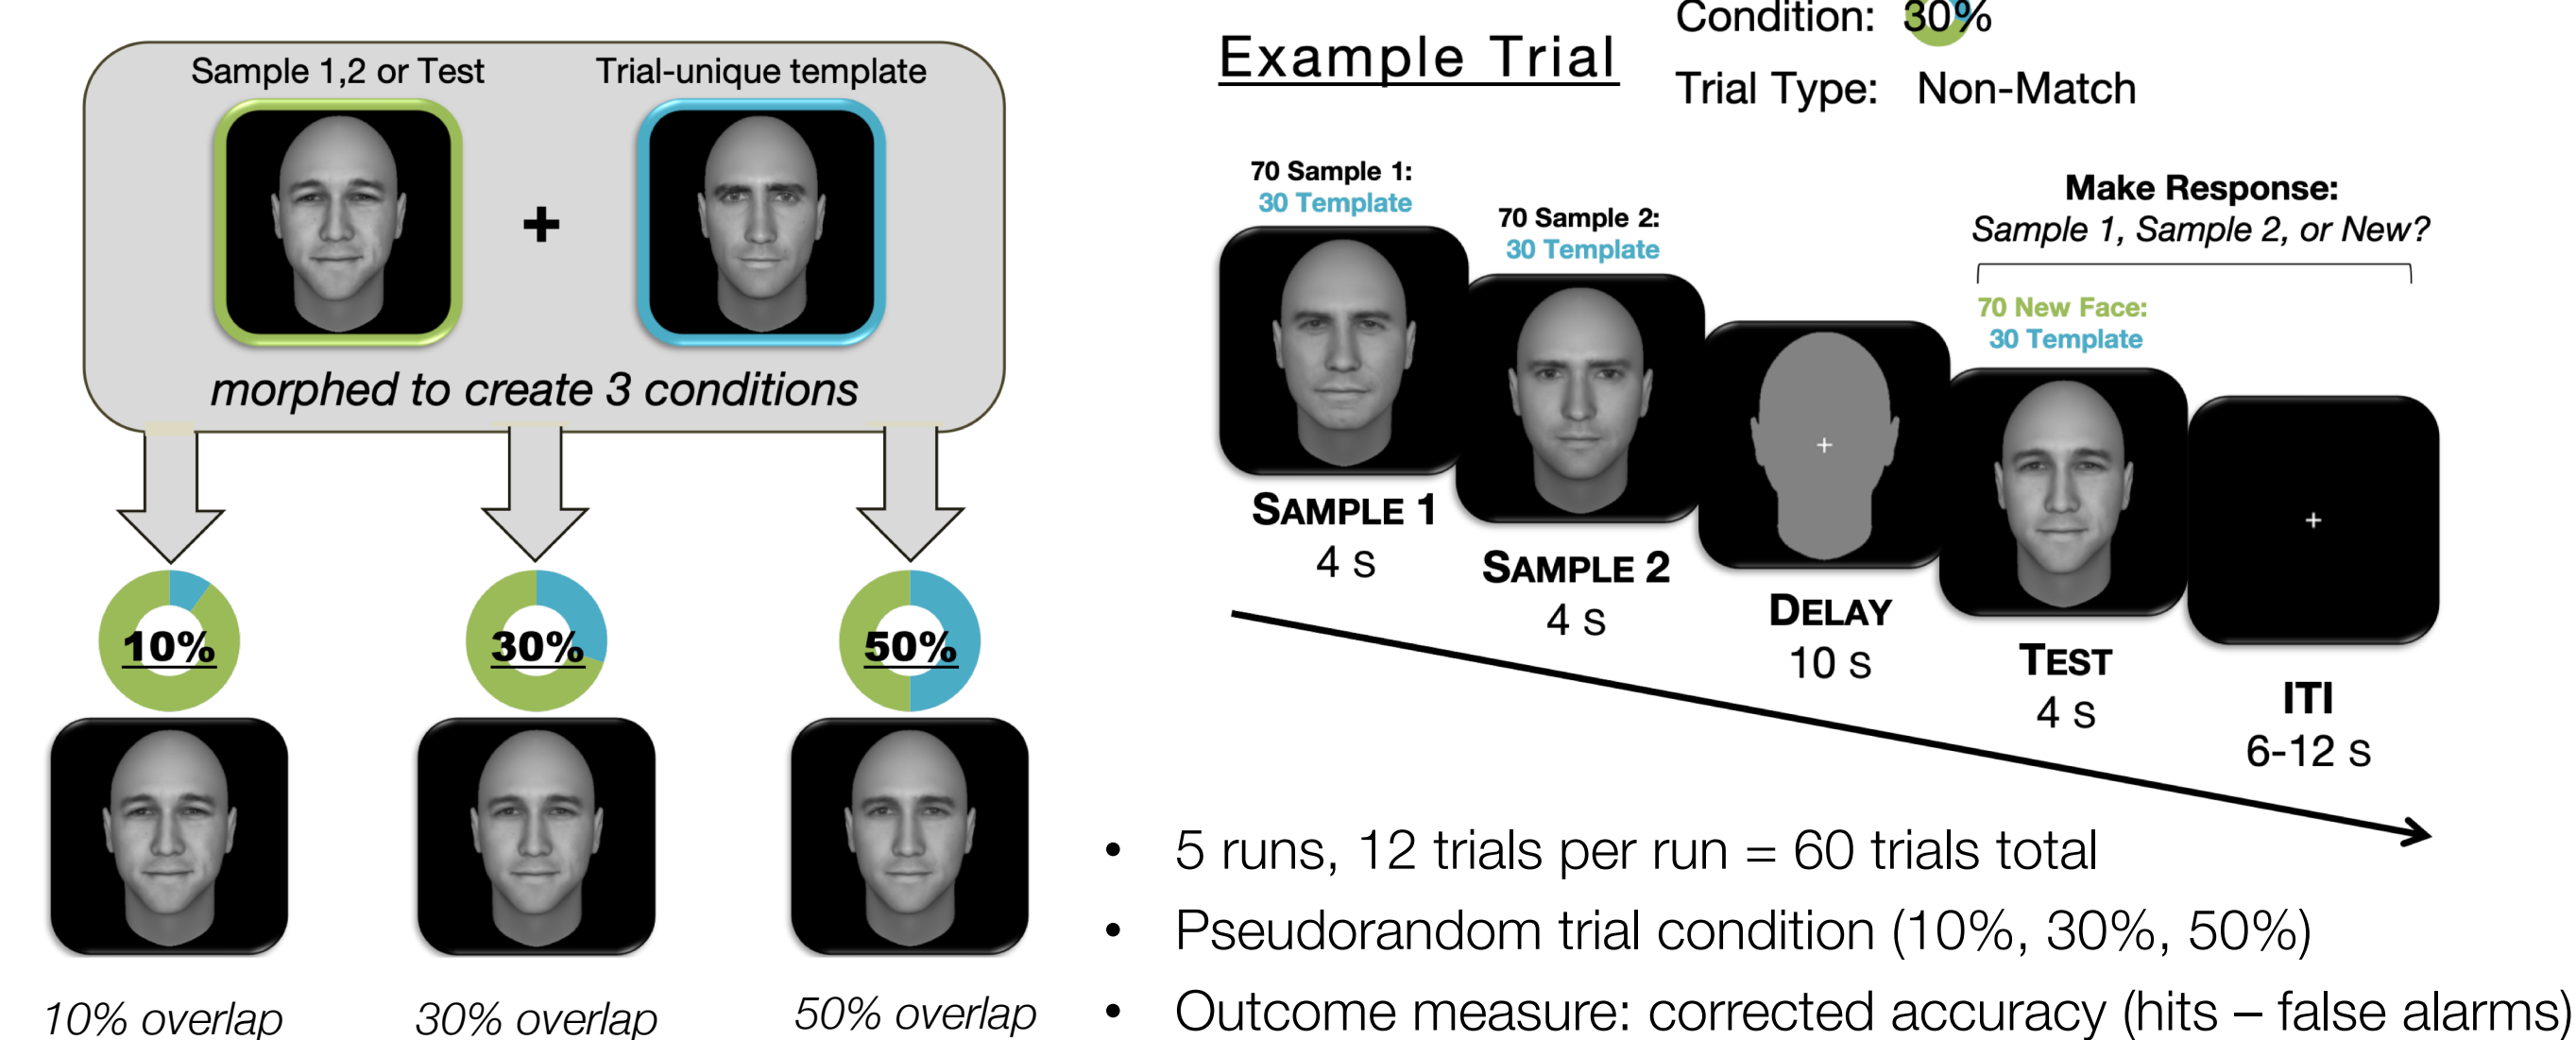 Sample 1,2 or Test
Trial-unique template
+
morphed to create 3 conditions
10%
30%
50%
10% overlap
30% overlap
50% overlap
Example Trial
Condition: 30%
Trial Type: Non-Match
70 Sample 1:
30 Template
70 Sample 2:
30 Template
Make Response:
Sample 1, Sample 2, or New?
70 New Face:
30 Template
SAMPLE 1
4 s
SAMPLE 2
4 s
DELAY
10 s
TEST
4 s
ITI
6-12 s
• 5 runs, 12 trials per run = 60 trials total
• Pseudorandom trial condition (10%, 30%, 50%)
• Outcome measure: corrected accuracy (hits – false alarms)